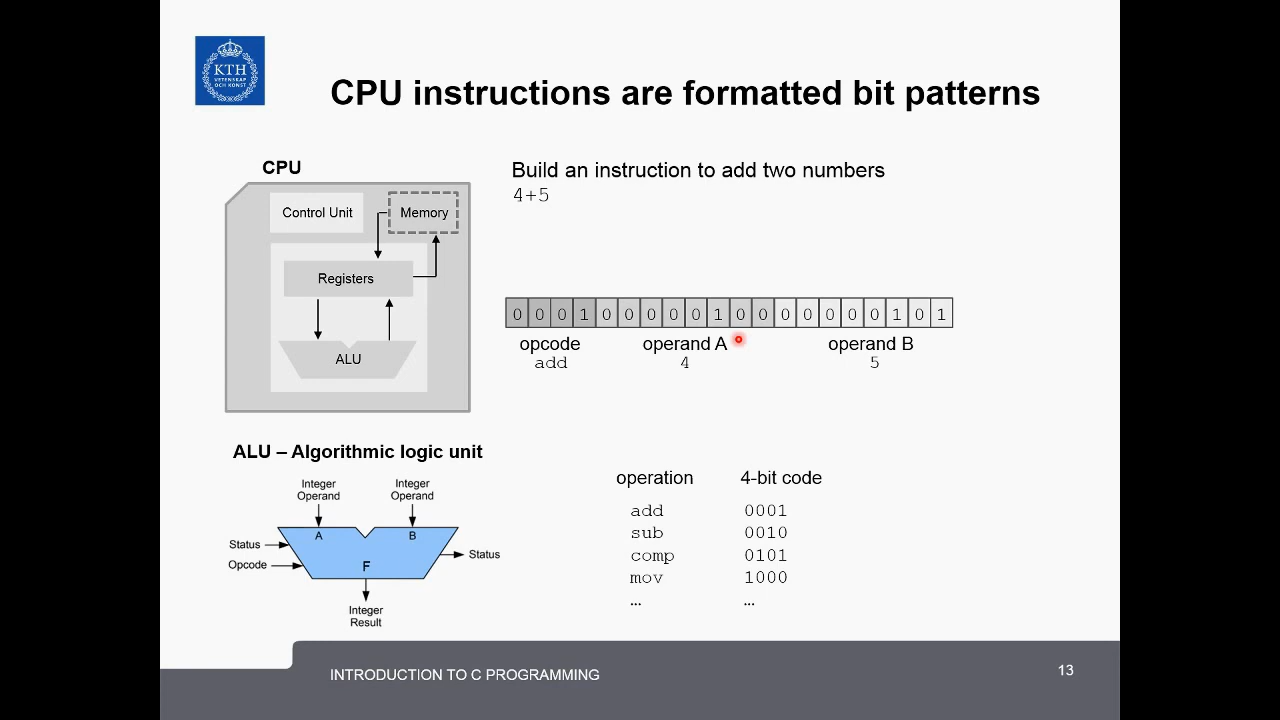 KTH
VETENSKAP
OCH KONST
CPU instructions are formatted bit patterns
CPU
Control Unit
Memory
Registers
ALU
Build an instruction to add two numbers
4+5
0 0 0 1 0 0 0 0 0 1 0 0 0 0 0 0 0 1 0 1
opcode operand A operand B
add 4 5
ALU – Algorithmic logic unit
Integer Operand
Integer Operand
A B
Status
Opcode
F
Status
Integer
Result
operation 4-bit code
add 0001
sub 0010
comp 0101
mov 1000
... ...
INTRODUCTION TO C PROGRAMMING
13